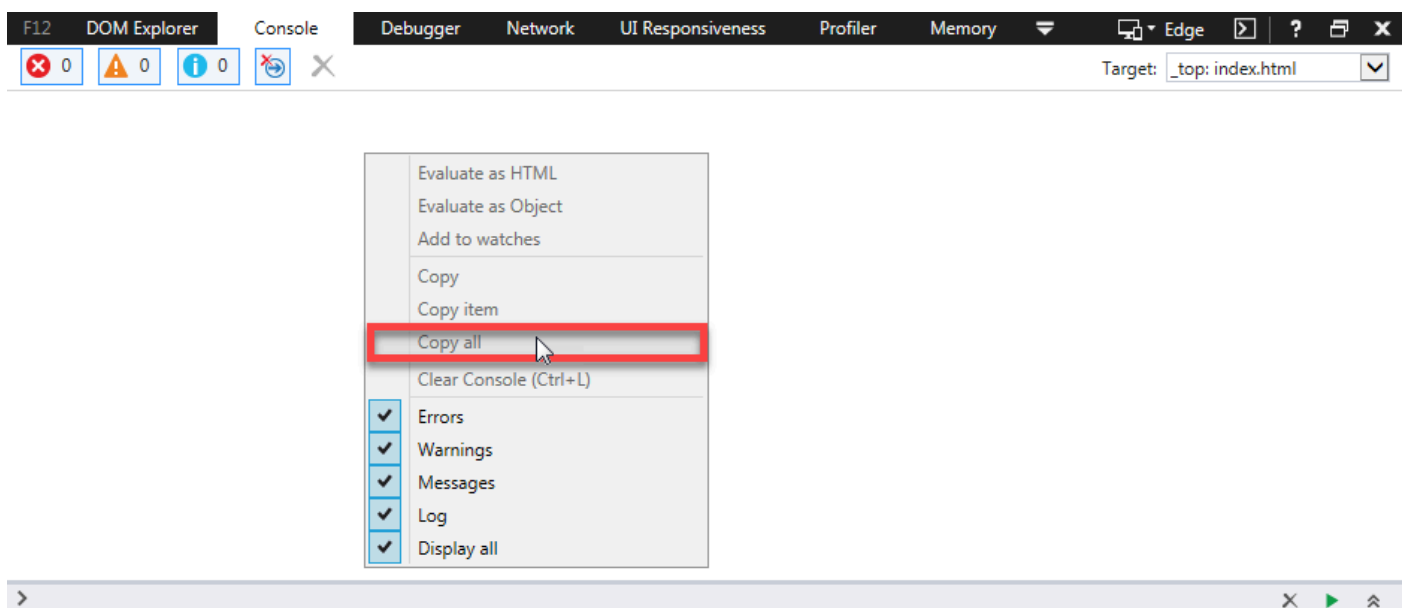 F12 DOM Explorer Console Debugger Network UI Responsiveness Profiler Memory Edge ?
0 0 0 Target: _top: index.html
Evaluate as HTML
Evaluate as Object
Add to watches
Copy
Copy item
Copy all
Clear Console (Ctrl+L)
Errors
Warnings
Messages
Log
Display all